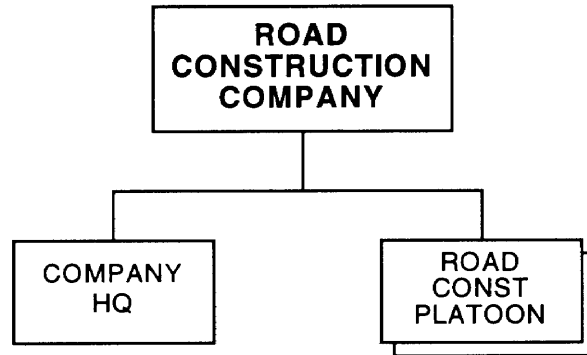 ROAD
CONSTRUCTION
COMPANY
COMPANY
HQ
ROAD
CONST
PLATOON